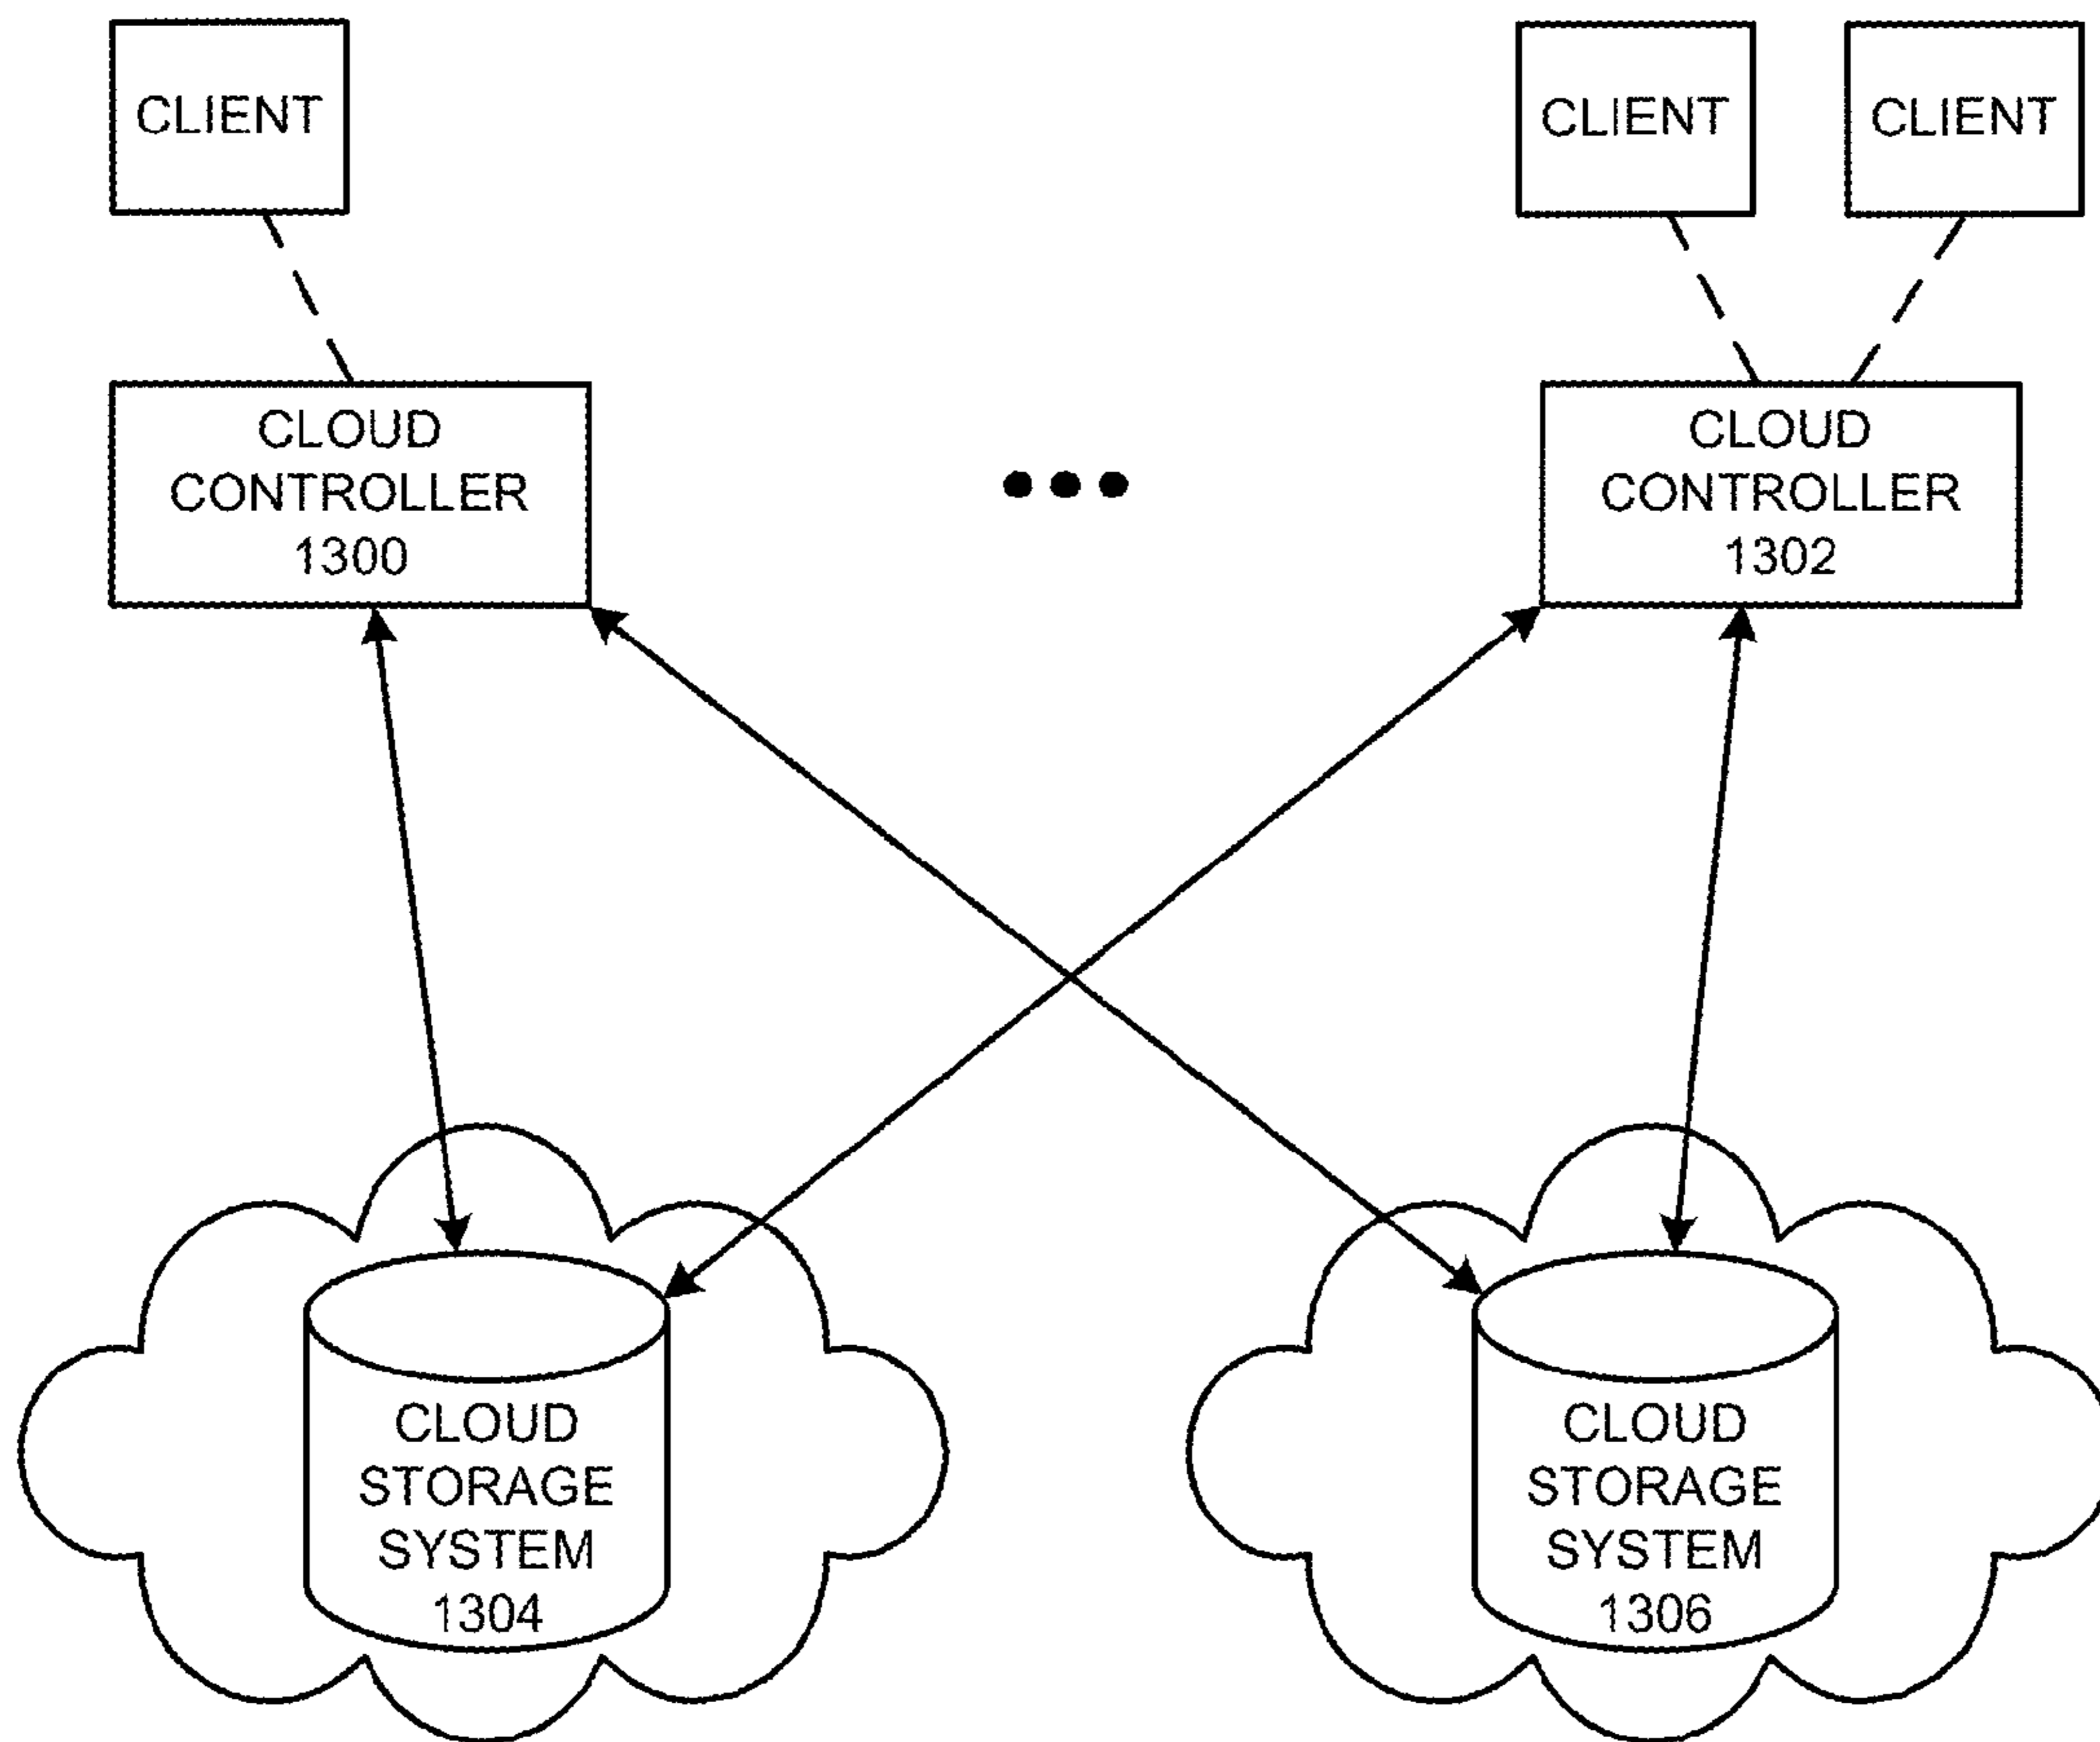 CLIENT
CLIENT
CLIENT
CLOUD
CONTROLLER
1300
CLOUD
CONTROLLER
1302
CLOUD
STORAGE
SYSTEM
1304
CLOUD
STORAGE
SYSTEM
1306